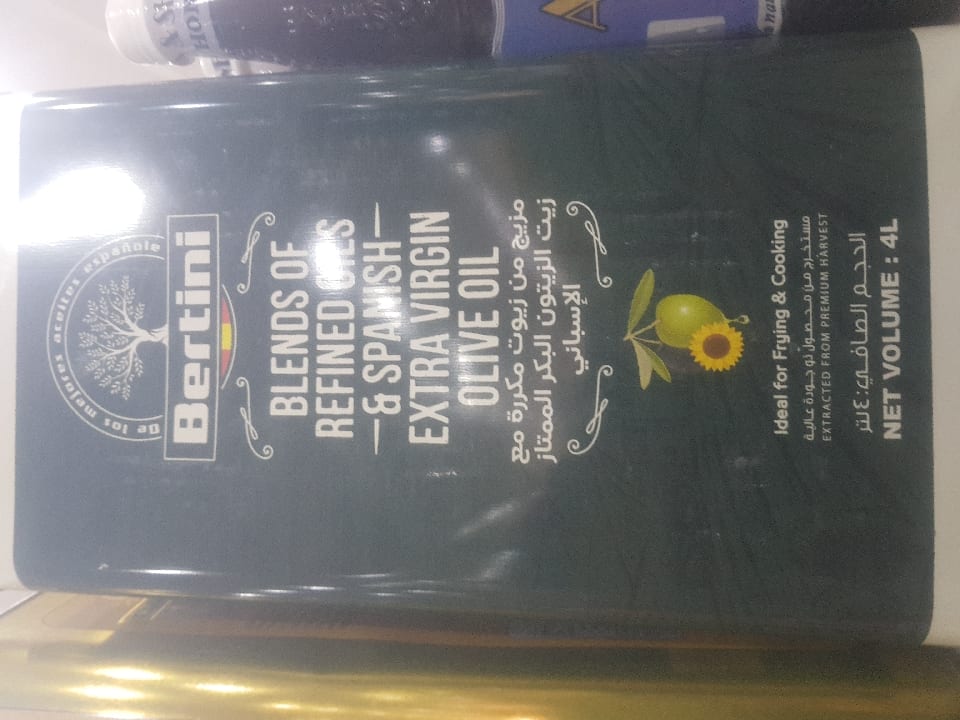 De los mejores aceites españole
Bertini
BLENDS OF
REFINED OILS
& SPANISH
EXTRA VIRGIN
OLIVE OIL
مزيج من زيوت مكررة مع
زيت الزيتون البكر الممتاز
الإسباني
Ideal for Frying & Cooking
مستخرج من محصول ذو جودة عالية
EXTRACTED FROM PREMIUM HARVEST
الحجم الصافي: ٤ لتر
NET VOLUME : 4L